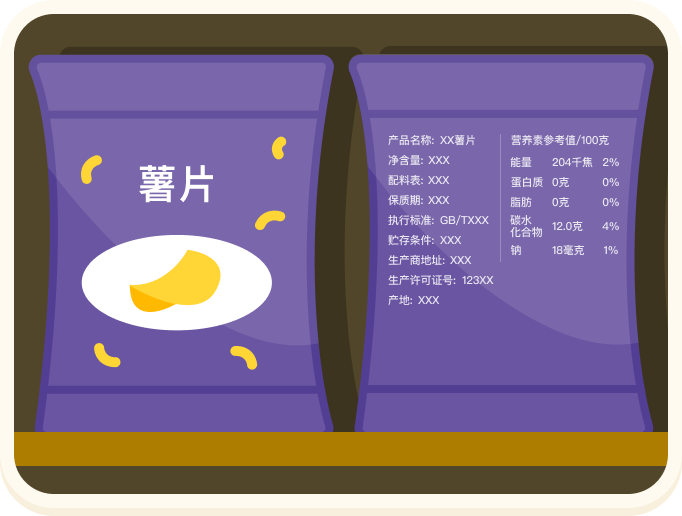 薯片
产品名称: XX薯片
净含量: XXX
配料表: XXX
保质期: XXX
执行标准: GB/TXXX
贮存条件: XXX
生产商地址: XXX
生产许可证号: 123XX
产地: XXX
营养素参考值/100克
能量 204千焦 2%
蛋白质 0克 0%
脂肪 0克 0%
碳水
化合物 12.0克 4%
钠 18毫克 1%